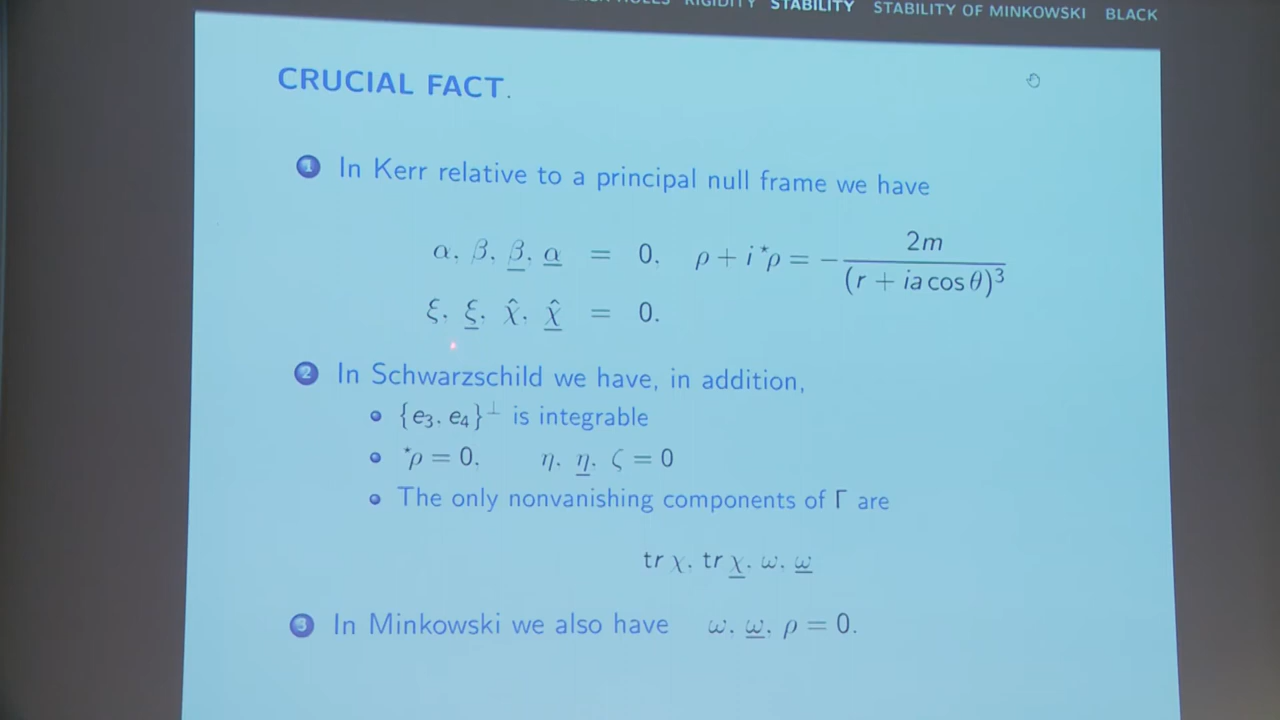 RIGIDITY STABILITY STABILITY OF MINKOWSKI BLACK
CRUCIAL FACT.
1 In Kerr relative to a principal null frame we have
α, β, β̲, α̲ = 0, ρ + i *ρ = − 2m / (r + ia cos θ)³
ξ, ξ̲, χ̂, χ̲̂ = 0.
2 In Schwarzschild we have, in addition,
• {e₃, e₄}⊥ is integrable
• *ρ = 0, η, η̲, ζ = 0
• The only nonvanishing components of Γ are
tr χ, tr χ̲, ω, ω̲
3 In Minkowski we also have ω, ω̲, ρ = 0.